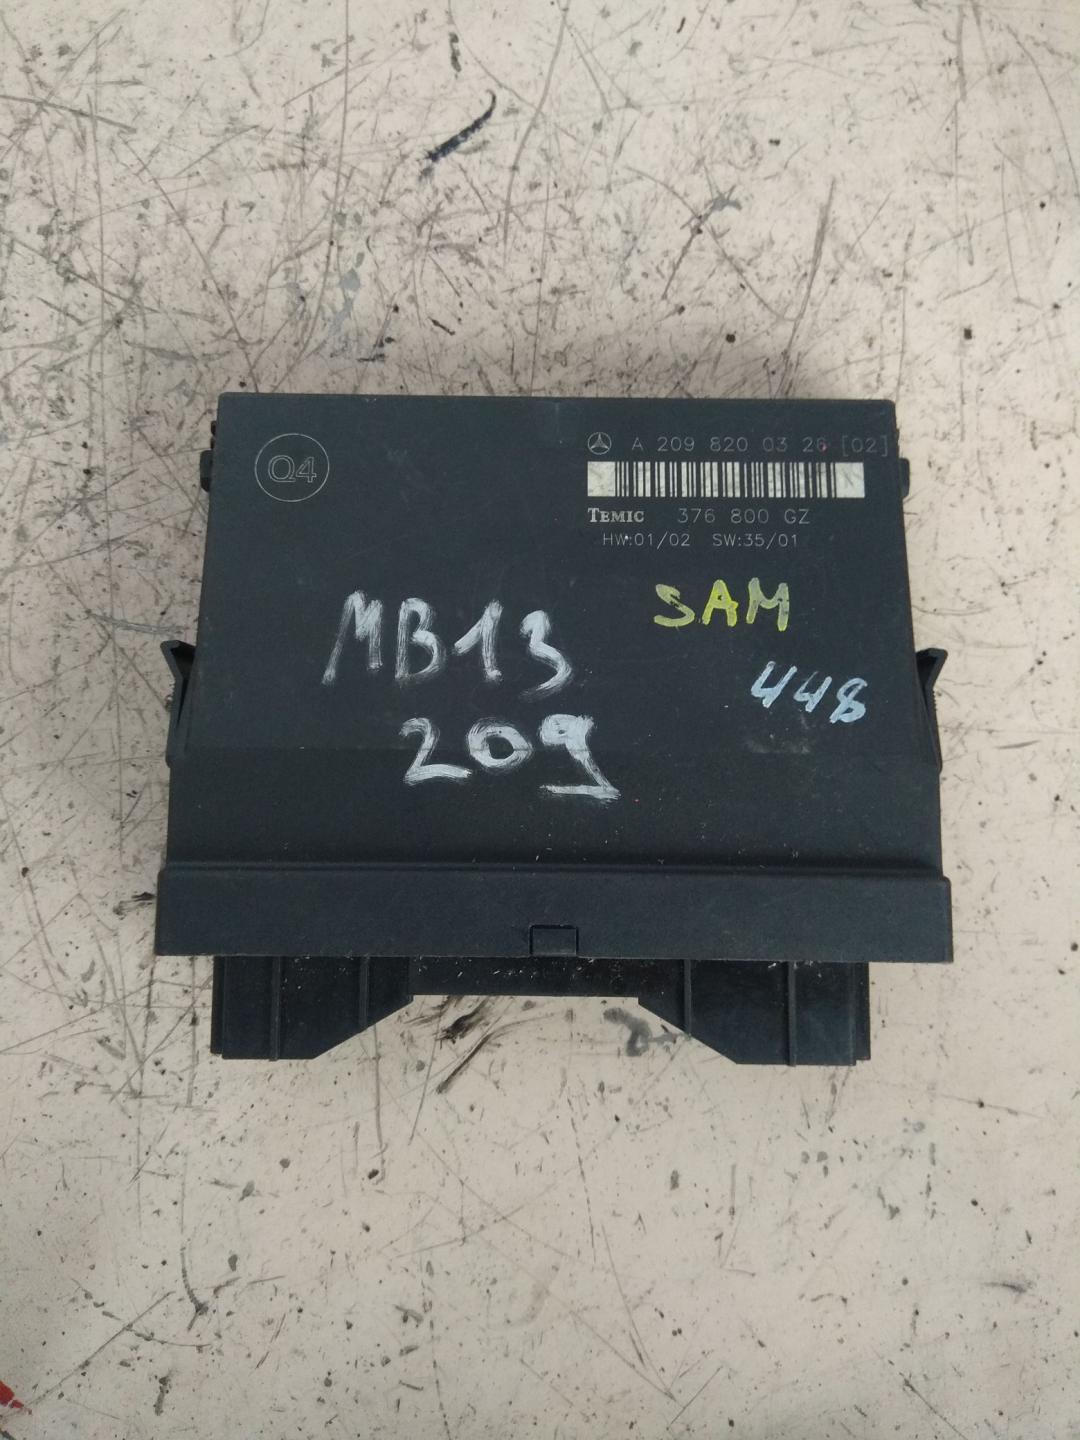 Q4
A 209 820 03 26 [02]
TEMIC 376 800 GZ
HW:01/02 SW:35/01
SAM
MB13
448
209